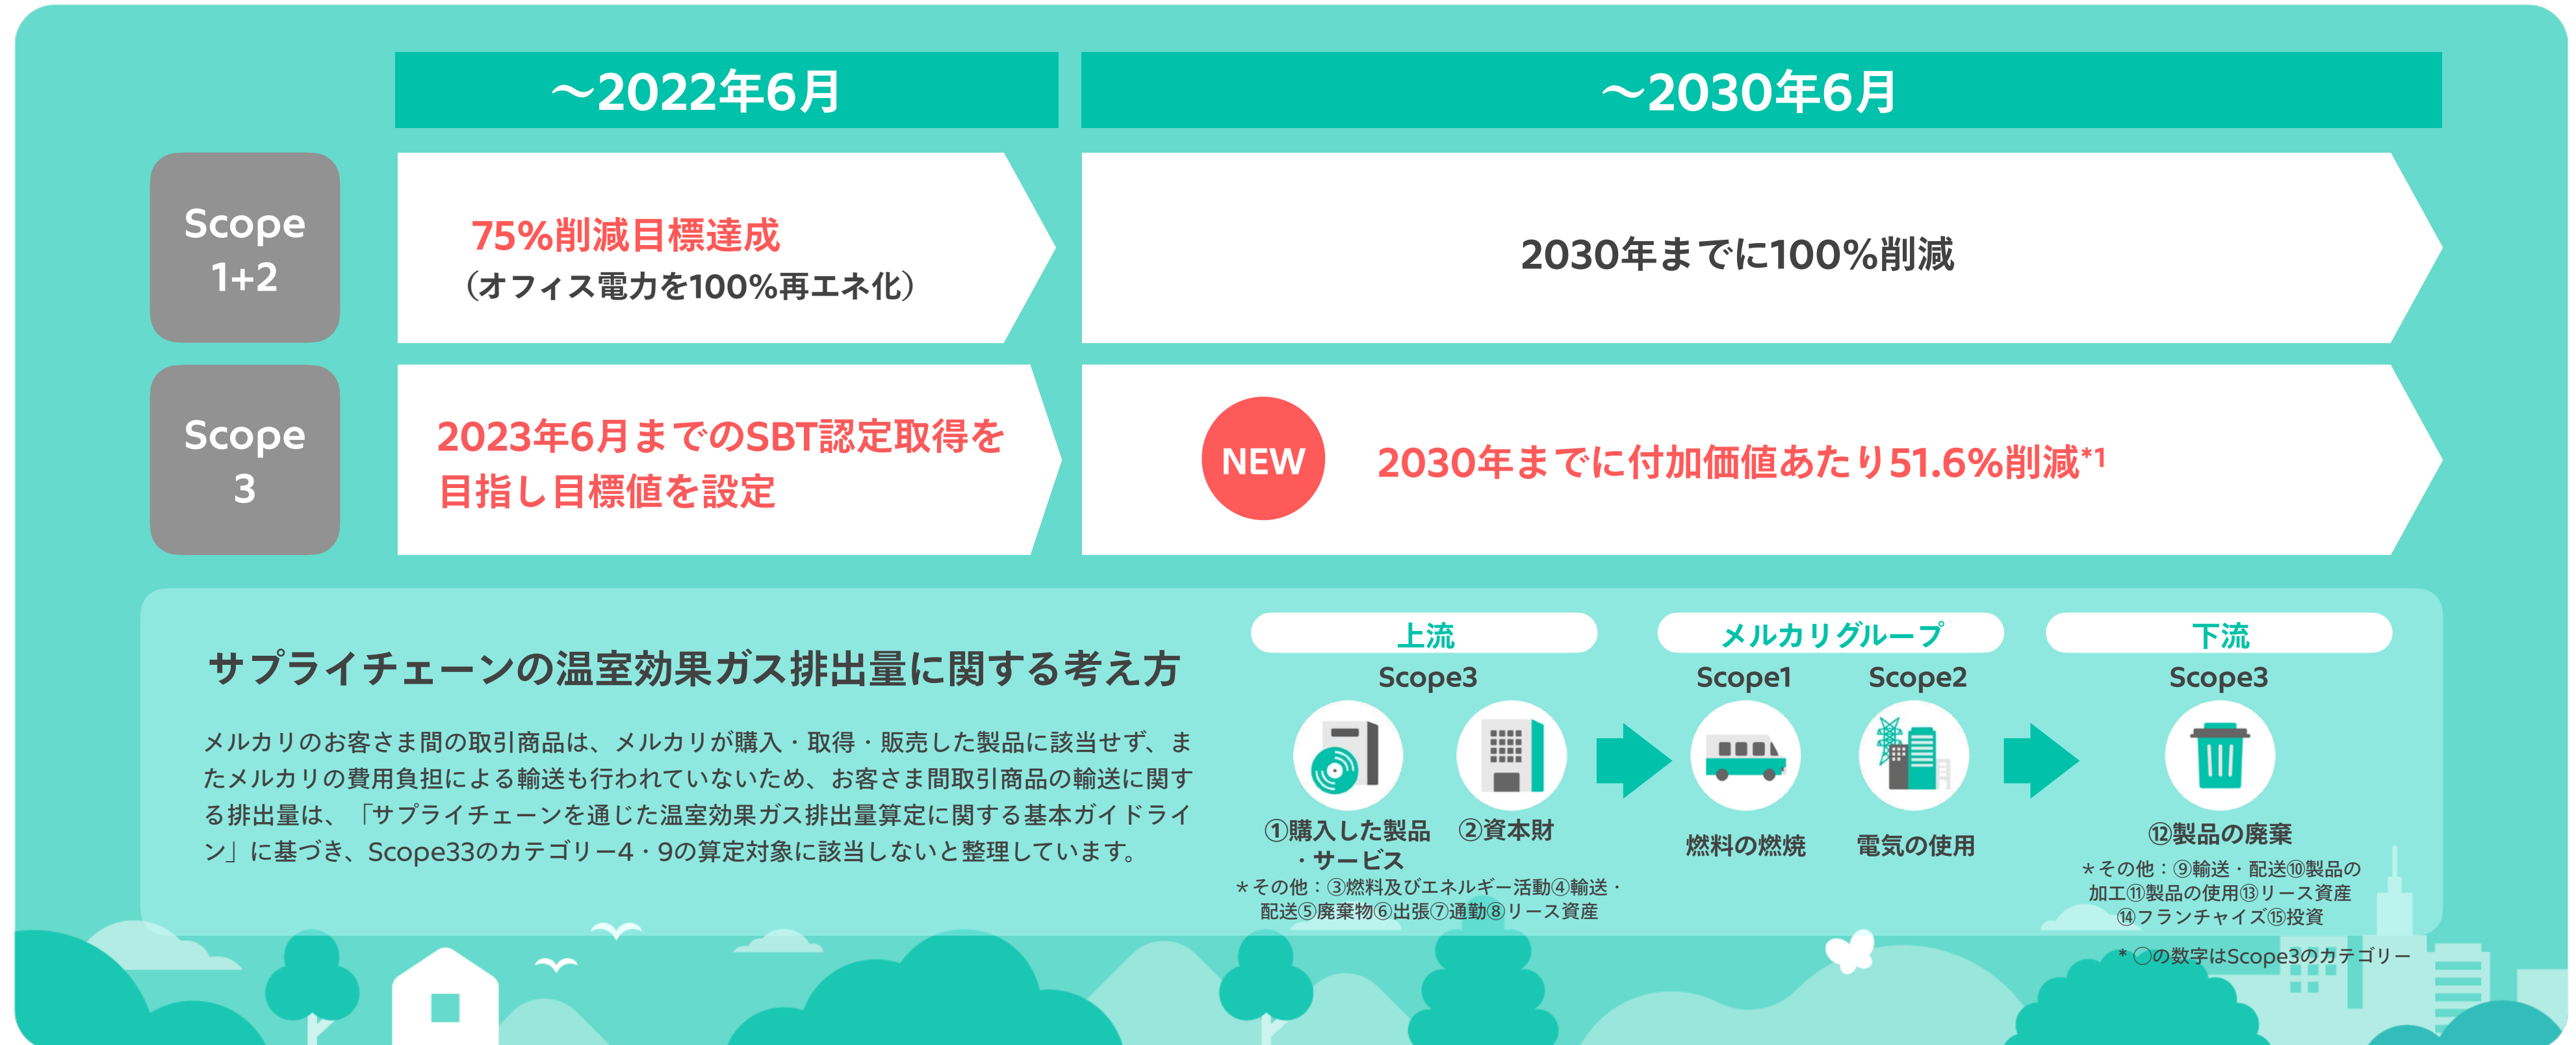 ～2022年6月
～2030年6月
Scope
1+2
75%削減目標達成
（オフィス電力を100%再エネ化）
2030年までに100%削減
Scope
3
2023年6月までのSBT認定取得を
目指し目標値を設定
NEW
2030年までに付加価値あたり51.6%削減*1
サプライチェーンの温室効果ガス排出量に関する考え方
メルカリのお客さま間の取引商品は、メルカリが購入・取得・販売した製品に該当せず、ま
たメルカリの費用負担による輸送も行われていないため、お客さま間取引商品の輸送に関す
る排出量は、「サプライチェーンを通じた温室効果ガス排出量算定に関する基本ガイドライ
ン」に基づき、Scope33のカテゴリー4・9の算定対象に該当しないと整理しています。
上流
Scope3
①購入した製品
・サービス
②資本財
＊その他：③燃料及びエネルギー活動④輸送・
配送⑤廃棄物⑥出張⑦通勤⑧リース資産
メルカリグループ
Scope1
Scope2
燃料の燃焼
電気の使用
下流
Scope3
⑫製品の廃棄
＊その他：⑨輸送・配送⑩製品の
加工⑪製品の使用⑬リース資産
⑭フランチャイズ⑮投資
* ◯の数字はScope3のカテゴリー